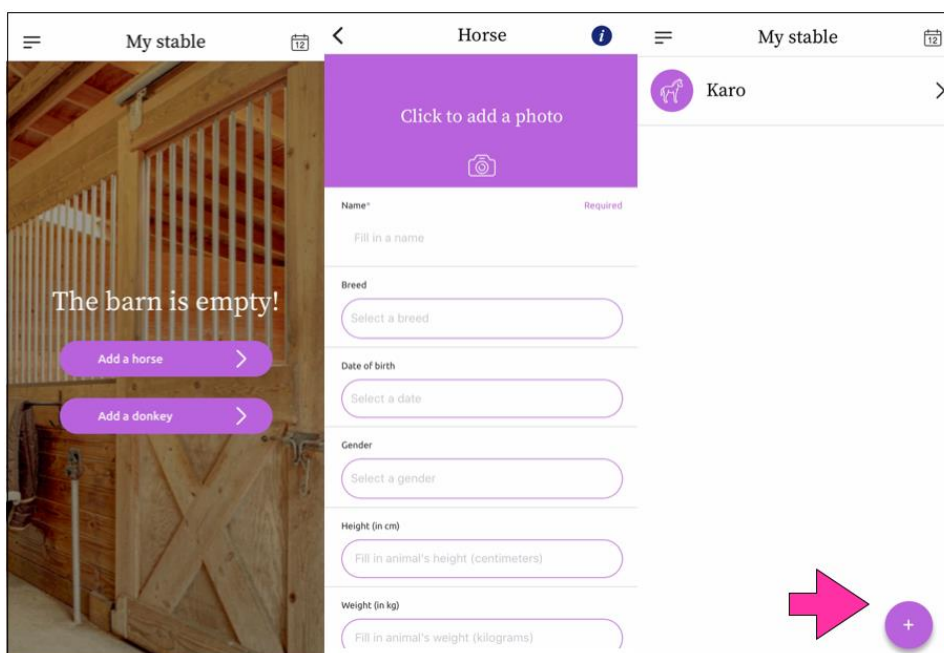 My stable
12
The barn is empty!
Add a horse
Add a donkey
Horse
i
Click to add a photo
Name* Required
Fill in a name
Breed
Select a breed
Date of birth
Select a date
Gender
Select a gender
Height (in cm)
Fill in animal's height (centimeters)
Weight (in kg)
Fill in animal's weight (kilograms)
My stable
12
Karo
+